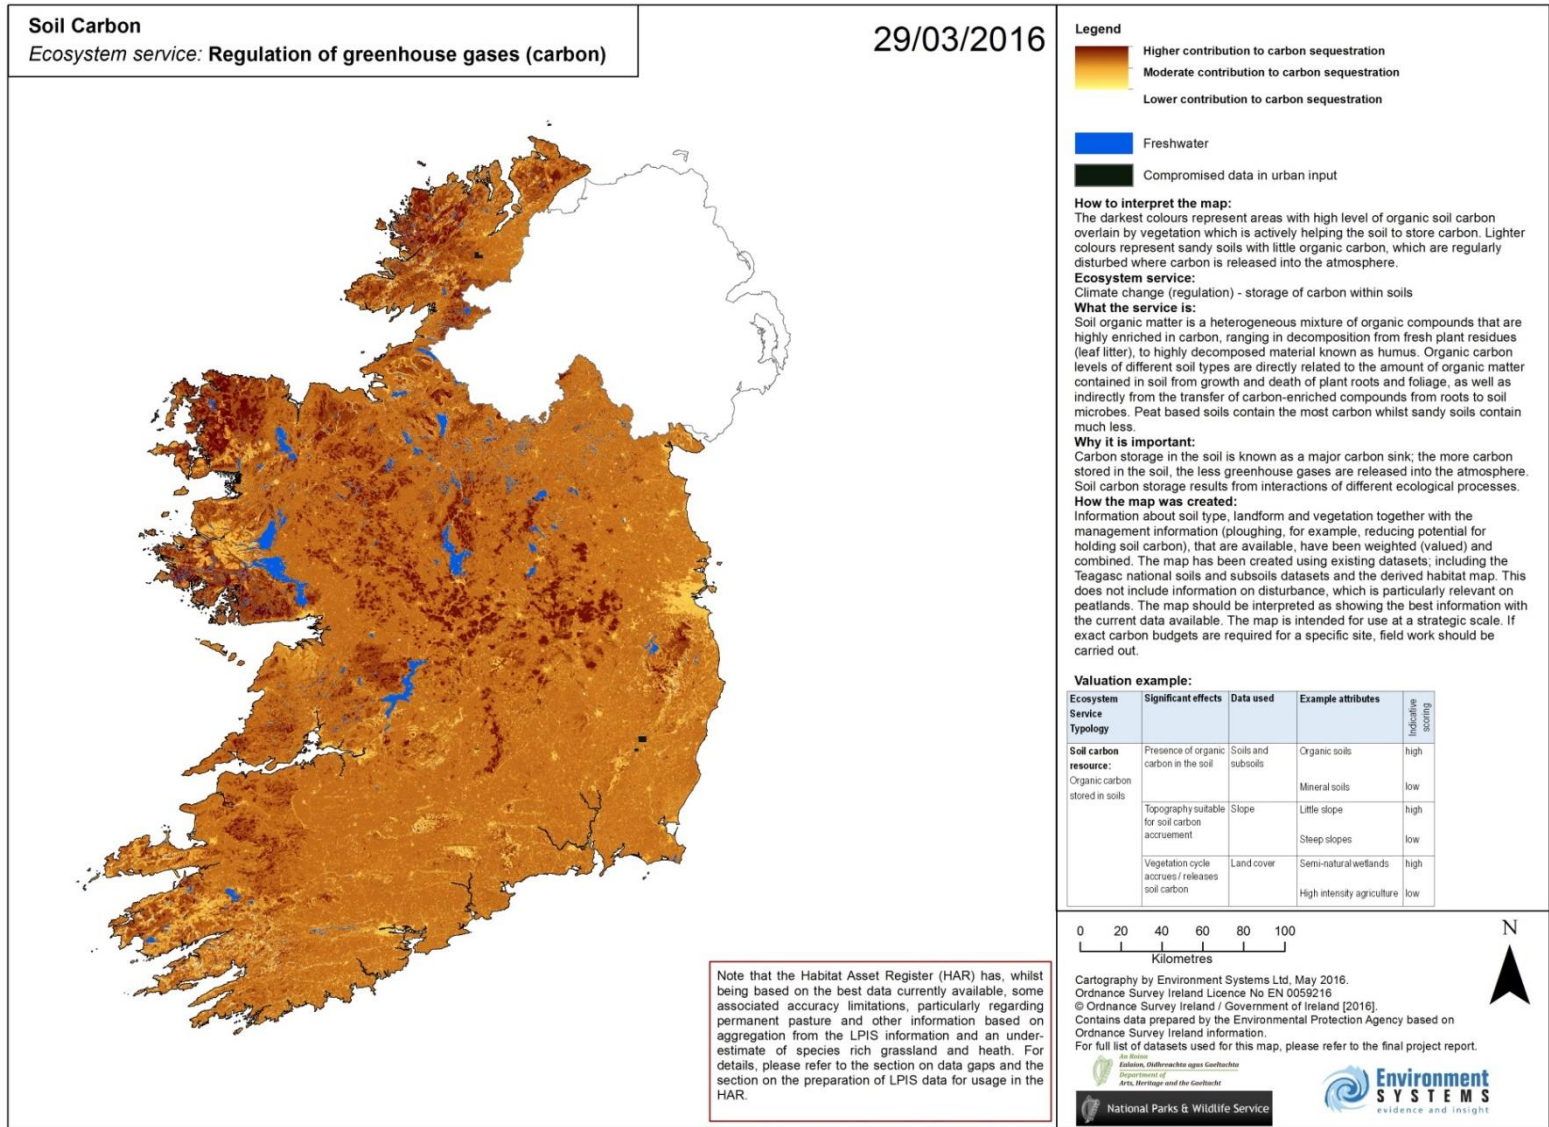 Soil Carbon
Ecosystem service: Regulation of greenhouse gases (carbon)
29/03/2016
Legend
Higher contribution to carbon sequestration
Moderate contribution to carbon sequestration
Lower contribution to carbon sequestration
Freshwater
Compromised data in urban input
How to interpret the map:
The darkest colours represent areas with high level of organic soil carbon
overlain by vegetation which is actively helping the soil to store carbon. Lighter
colours represent sandy soils with little organic carbon, which are regularly
disturbed where carbon is released into the atmosphere.
Ecosystem service:
Climate change (regulation) - storage of carbon within soils
What the service is:
Soil organic matter is a heterogeneous mixture of organic compounds that are
highly enriched in carbon, ranging in decomposition from fresh plant residues
(leaf litter), to highly decomposed material known as humus. Organic carbon
levels of different soil types are directly related to the amount of organic matter
contained in soil from growth and death of plant roots and foliage, as well as
indirectly from the transfer of carbon-enriched compounds from roots to soil
microbes. Peat based soils contain the most carbon whilst sandy soils contain
much less.
Why it is important:
Carbon storage in the soil is known as a major carbon sink; the more carbon
stored in the soil, the less greenhouse gases are released into the atmosphere.
Soil carbon storage results from interactions of different ecological processes.
How the map was created:
Information about soil type, landform and vegetation together with the
management information (ploughing, for example, reducing potential for
holding soil carbon), that are available, have been weighted (valued) and
combined. The map has been created using existing datasets; including the
Teagasc national soils and subsoils datasets and the derived habitat map. This
does not include information on disturbance, which is particularly relevant on
peatlands. The map should be interpreted as showing the best information with
the current data available. The map is intended for use at a strategic scale. If
exact carbon budgets are required for a specific site, field work should be
carried out.
Valuation example:
Ecosystem Service Typology
Significant effects
Data used
Example attributes
Indicative scoring
Soil carbon resource:
Organic carbon stored in soils
Presence of organic carbon in the soil
Soils and subsoils
Organic soils
high
Mineral soils
low
Topography suitable for soil carbon accruement
Slope
Little slope
high
Steep slopes
low
Vegetation cycle accrues / releases soil carbon
Land cover
Semi-natural wetlands
high
High intensity agriculture
low
0 20 40 60 80 100
Kilometres
N
Cartography by Environment Systems Ltd, May 2016.
Ordnance Survey Ireland Licence No EN 0059216
© Ordnance Survey Ireland / Government of Ireland [2016].
Contains data prepared by the Environmental Protection Agency based on
Ordnance Survey Ireland information.
For full list of datasets used for this map, please refer to the final project report.
An Roinn
Ealaíon, Oidhreachta agus Gaeltachta
Department of
Arts, Heritage and the Gaeltacht
National Parks & Wildlife Service
Environment
SYSTEMS
evidence and insight
Note that the Habitat Asset Register (HAR) has, whilst
being based on the best data currently available, some
associated accuracy limitations, particularly regarding
permanent pasture and other information based on
aggregation from the LPIS information and an under-
estimate of species rich grassland and heath. For
details, please refer to the section on data gaps and the
section on the preparation of LPIS data for usage in the
HAR.